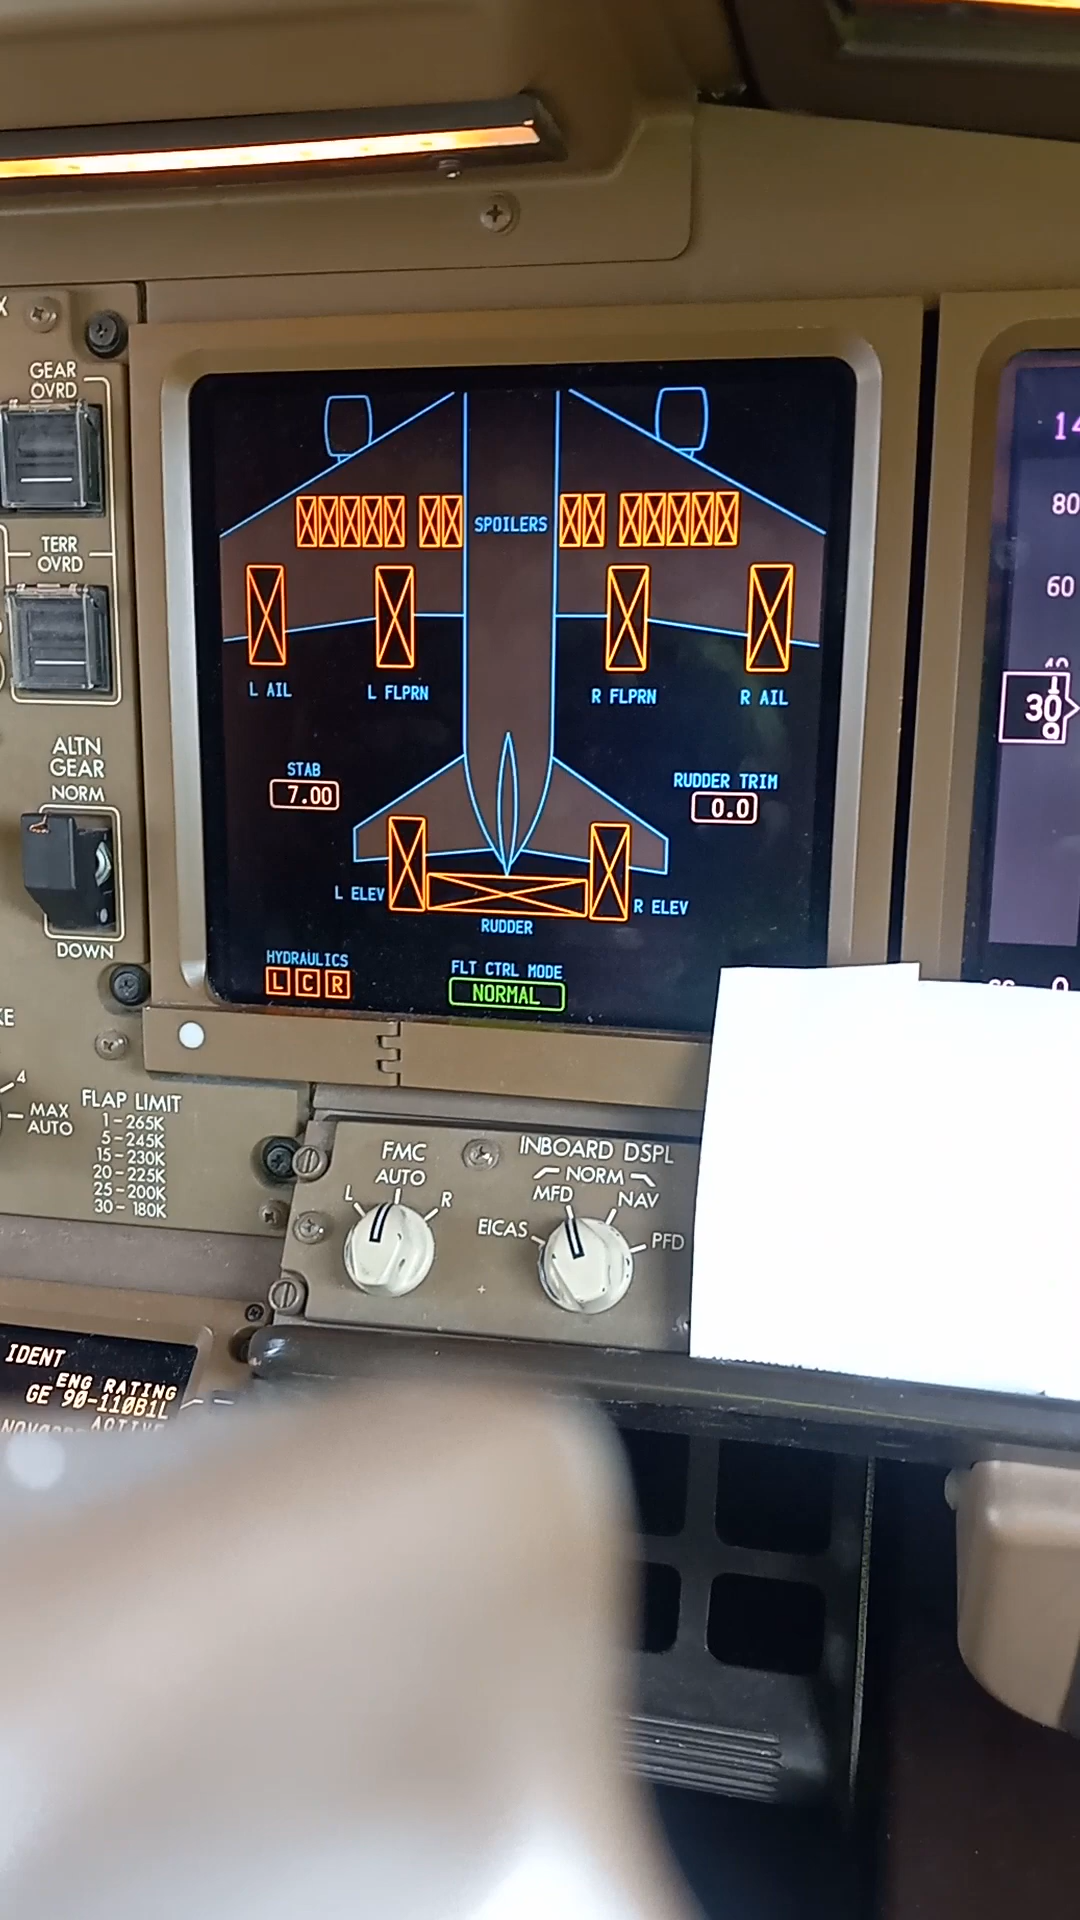 X
GEAR
OVRD
TERR
OVRD
ALTN
GEAR
NORM
DOWN
SPOILERS
L AIL
L FLPRN
R FLPRN
R AIL
STAB
7.00
RUDDER TRIM
0.0
L ELEV
R ELEV
RUDDER
HYDRAULICS
L C R
FLT CTRL MODE
NORMAL
14
80
60
30
0
KE
4
MAX
AUTO
FLAP LIMIT
1-265K
5-245K
15-230K
20-225K
25-200K
30-180K
FMC
AUTO
L
R
INBOARD DSPL
NORM
MFD
NAV
EICAS
PFD
IDENT
ENG RATING
GE 90-110B1L
ACTIVE